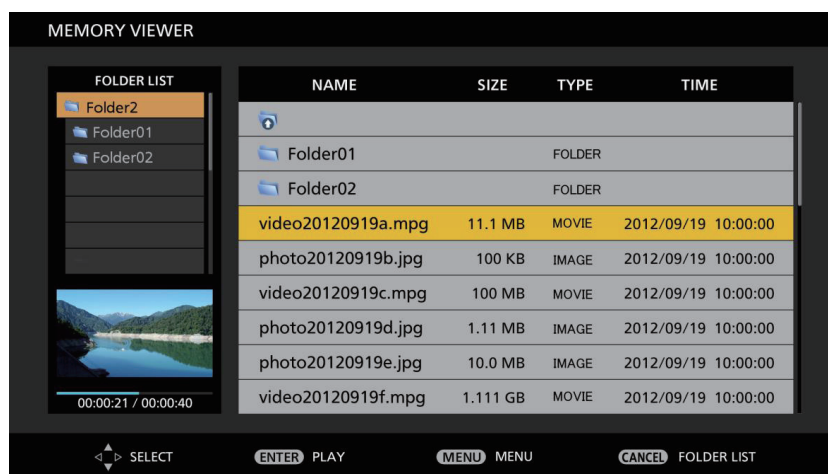 MEMORY VIEWER
FOLDER LIST
Folder2
Folder01
Folder02
00:00:21 / 00:00:40
NAME SIZE TYPE TIME
Folder01 FOLDER
Folder02 FOLDER
video20120919a.mpg 11.1 MB MOVIE 2012/09/19 10:00:00
photo20120919b.jpg 100 KB IMAGE 2012/09/19 10:00:00
video20120919c.mpg 100 MB MOVIE 2012/09/19 10:00:00
photo20120919d.jpg 1.11 MB IMAGE 2012/09/19 10:00:00
photo20120919e.jpg 10.0 MB IMAGE 2012/09/19 10:00:00
video20120919f.mpg 1.111 GB MOVIE 2012/09/19 10:00:00
SELECT ENTER PLAY MENU MENU CANCEL FOLDER LIST